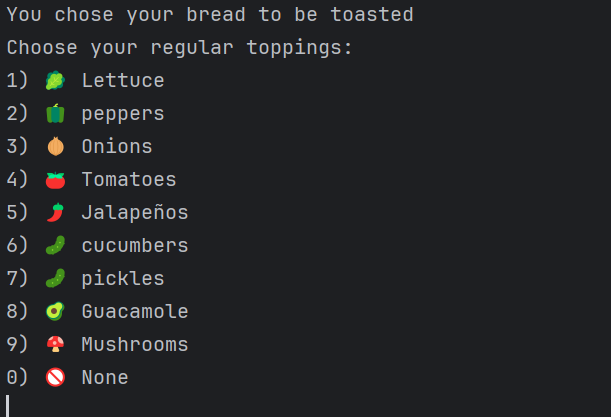 You chose your bread to be toasted
Choose your regular toppings:
1) 🥬 Lettuce
2) 🫑 peppers
3) 🧅 Onions
4) 🍅 Tomatoes
5) 🌶️ Jalapeños
6) 🥒 cucumbers
7) 🥒 pickles
8) 🥑 Guacamole
9) 🍄 Mushrooms
0) 🚫 None